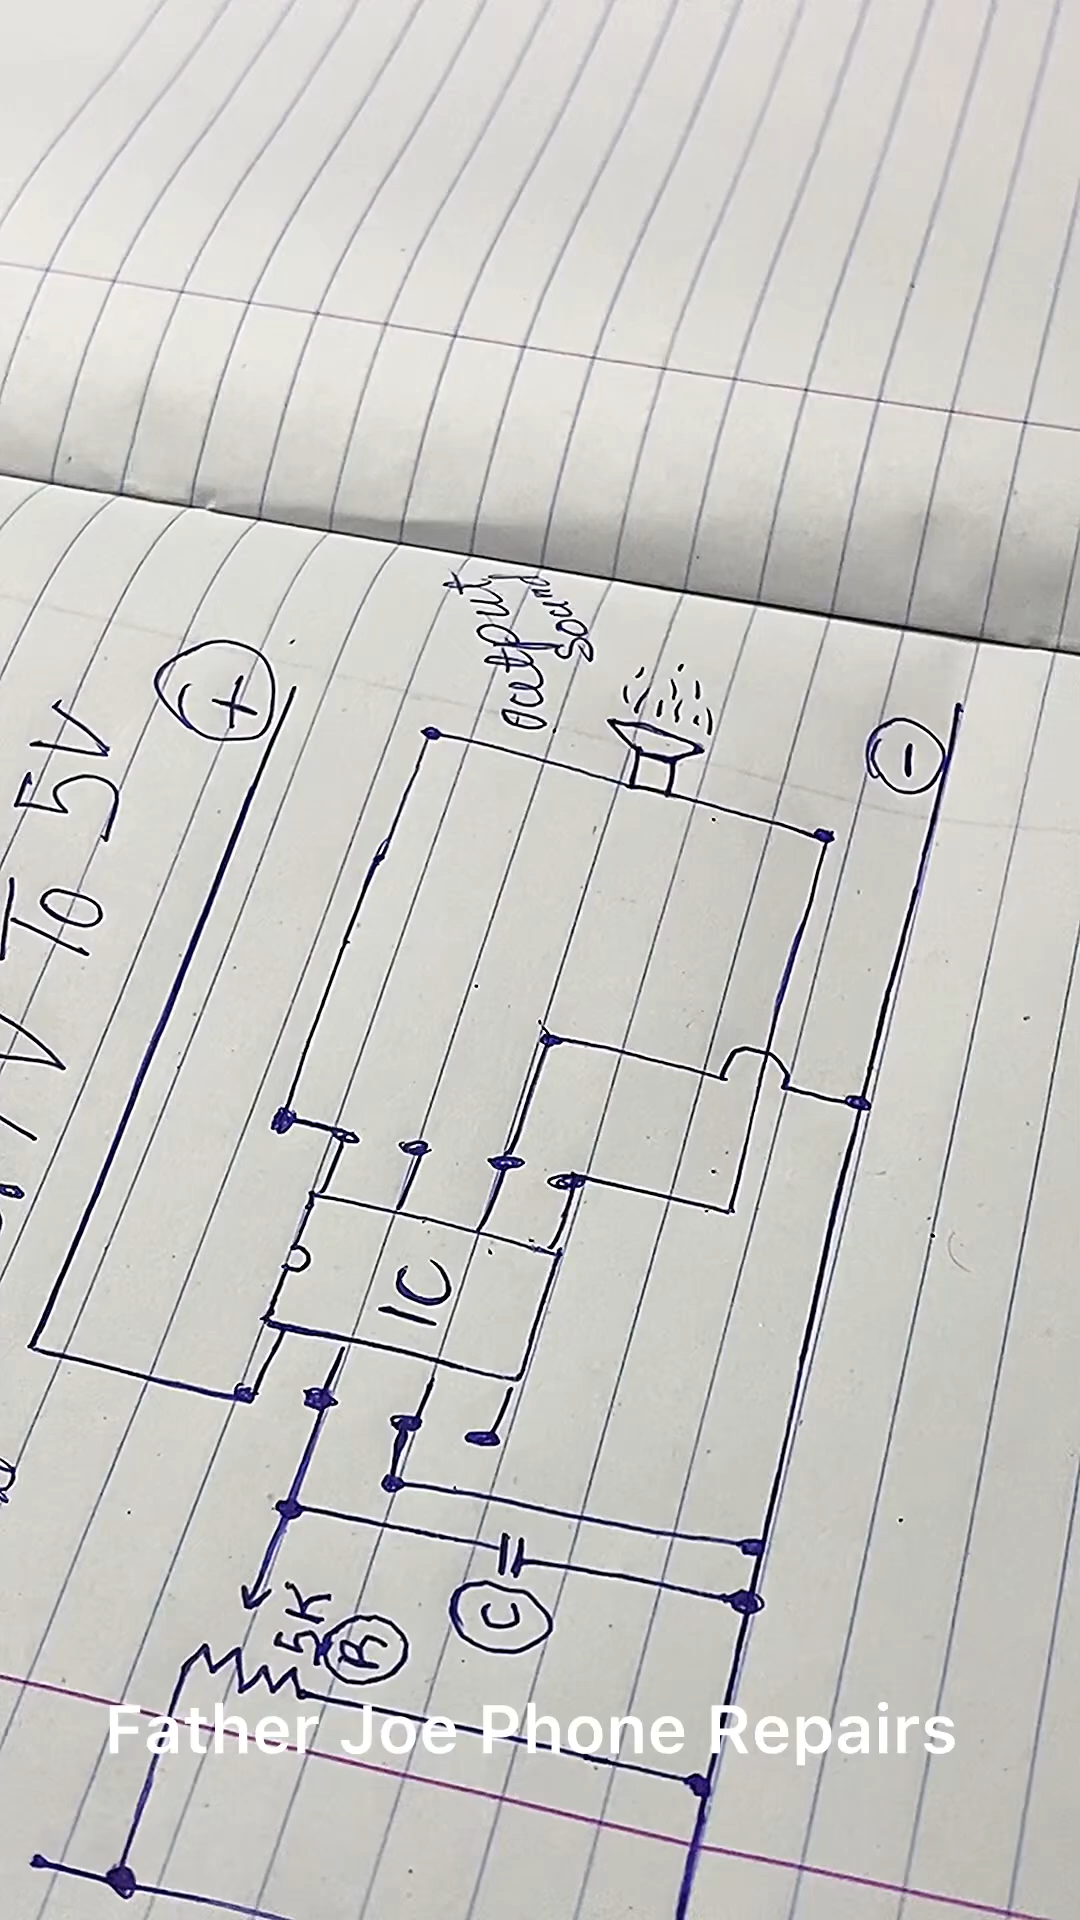 output
sound
+
-
To 5V
IC
C
5K
R
Father Joe Phone Repairs